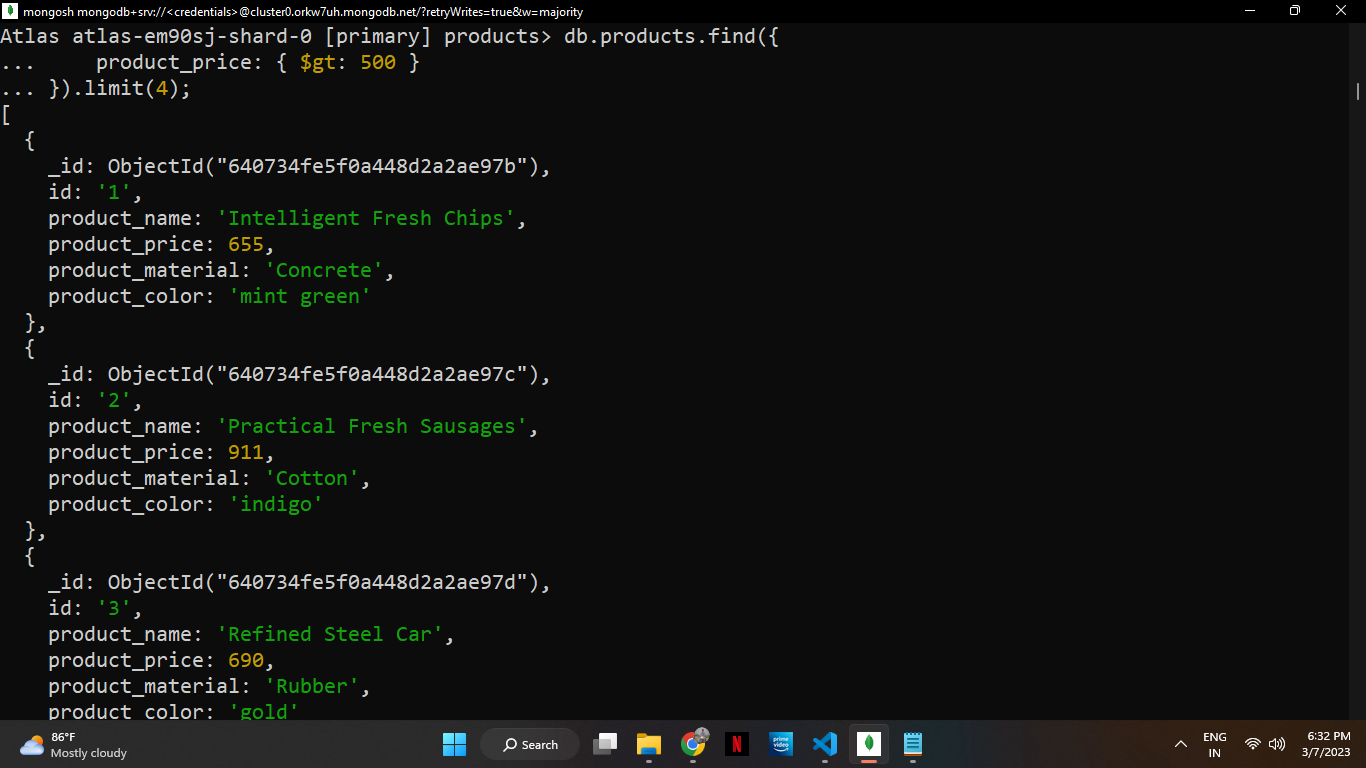 mongosh mongodb+srv://<credentials>@cluster0.orkw7uh.mongodb.net/?retryWrites=true&w=majority
Atlas atlas-em90sj-shard-0 [primary] products> db.products.find({
...     product_price: { $gt: 500 }
... }).limit(4);
[
  {
    _id: ObjectId("640734fe5f0a448d2a2ae97b"),
    id: '1',
    product_name: 'Intelligent Fresh Chips',
    product_price: 655,
    product_material: 'Concrete',
    product_color: 'mint green'
  },
  {
    _id: ObjectId("640734fe5f0a448d2a2ae97c"),
    id: '2',
    product_name: 'Practical Fresh Sausages',
    product_price: 911,
    product_material: 'Cotton',
    product_color: 'indigo'
  },
  {
    _id: ObjectId("640734fe5f0a448d2a2ae97d"),
    id: '3',
    product_name: 'Refined Steel Car',
    product_price: 690,
    product_material: 'Rubber',
    product_color: 'gold'
86°F
Mostly cloudy
Search
N
prime video
ENG
IN
6:32 PM
3/7/2023